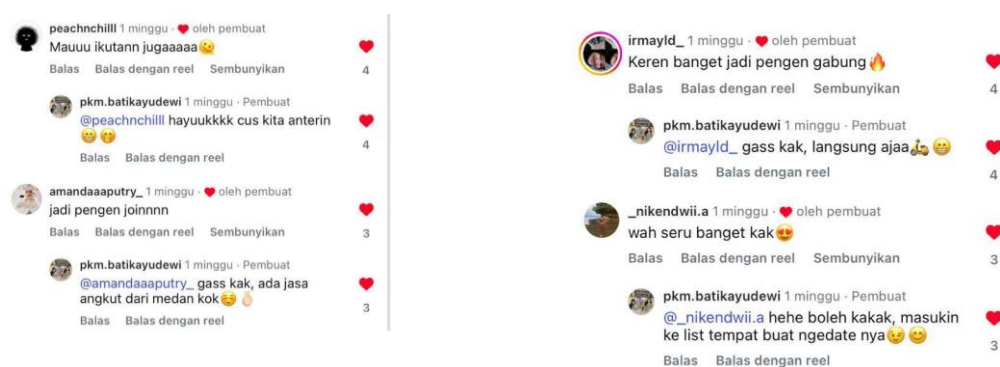 peachnchilll 1 minggu · ❤️ oleh pembuat
Mauuu ikutann jugaaaaa🫠
Balas Balas dengan reel Sembunyikan
4
pkm.batikayudewi 1 minggu · Pembuat
@peachnchilll hayuukkkk cus kita anterin
😁🤭
4
Balas Balas dengan reel
amandaaaputry_ 1 minggu · ❤️ oleh pembuat
jadi pengen joinnnn
Balas Balas dengan reel Sembunyikan
3
pkm.batikayudewi 1 minggu · Pembuat
@amandaaaputry_ gass kak, ada jasa
angkut dari medan kok☺️🫰🏻
3
Balas Balas dengan reel
irmayld_ 1 minggu · ❤️ oleh pembuat
Keren banget jadi pengen gabung🔥
Balas Balas dengan reel Sembunyikan
4
pkm.batikayudewi 1 minggu · Pembuat
@irmayld_ gass kak, langsung ajaa🛵😁
Balas Balas dengan reel
4
_nikendwii.a 1 minggu · ❤️ oleh pembuat
wah seru banget kak😍
Balas Balas dengan reel Sembunyikan
3
pkm.batikayudewi 1 minggu · Pembuat
@_nikendwii.a hehe boleh kakak, masukin
ke list tempat buat ngedate nya😉😊
3
Balas Balas dengan reel